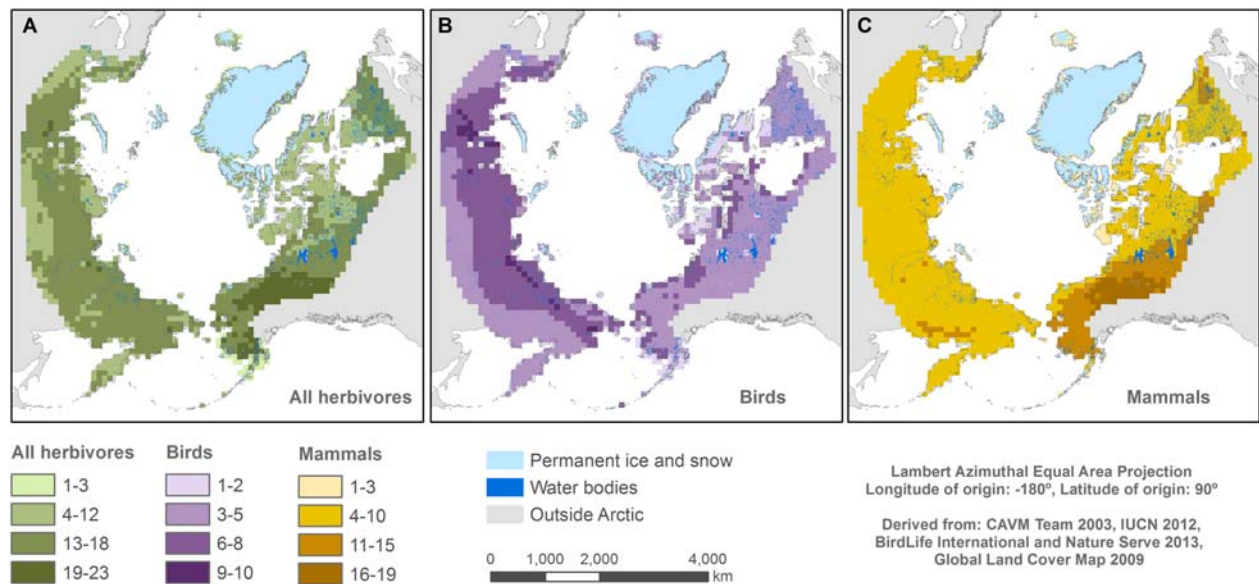 A
B
C
All herbivores
Birds
Mammals
All herbivores
1-3
4-12
13-18
19-23
Birds
1-2
3-5
6-8
9-10
Mammals
1-3
4-10
11-15
16-19
Permanent ice and snow
Water bodies
Outside Arctic
0 1,000 2,000 4,000
km
Lambert Azimuthal Equal Area Projection
Longitude of origin: -180º, Latitude of origin: 90º
Derived from: CAVM Team 2003, IUCN 2012,
BirdLife International and Nature Serve 2013,
Global Land Cover Map 2009